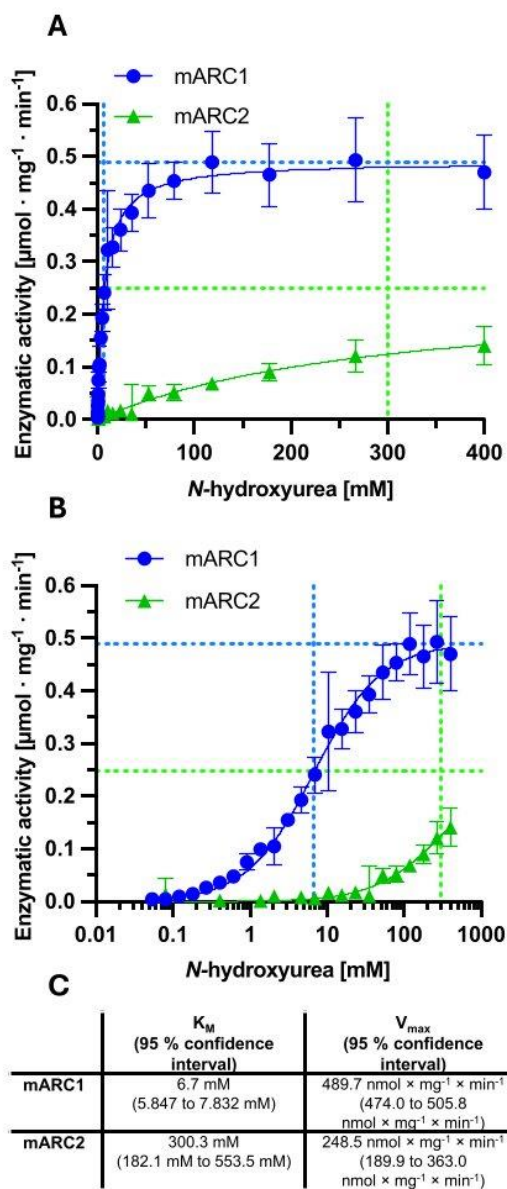 A
mARC1
mARC2
Enzymatic activity [µmol · mg⁻¹ · min⁻¹]
0.6
0.5
0.4
0.3
0.2
0.1
0.0
0 100 200 300 400
N-hydroxyurea [mM]
B
mARC1
mARC2
Enzymatic activity [µmol · mg⁻¹ · min⁻¹]
0.6
0.5
0.4
0.3
0.2
0.1
0.0
0.01 0.1 1 10 100 1000
N-hydroxyurea [mM]
C
K_M
(95 % confidence
interval)
V_max
(95 % confidence
interval)
mARC1
6.7 mM
(5.847 to 7.832 mM)
489.7 nmol × mg⁻¹ × min⁻¹
(474.0 to 505.8
nmol × mg⁻¹ × min⁻¹)
mARC2
300.3 mM
(182.1 mM to 553.5 mM)
248.5 nmol × mg⁻¹ × min⁻¹
(189.9 to 363.0
nmol × mg⁻¹ × min⁻¹)